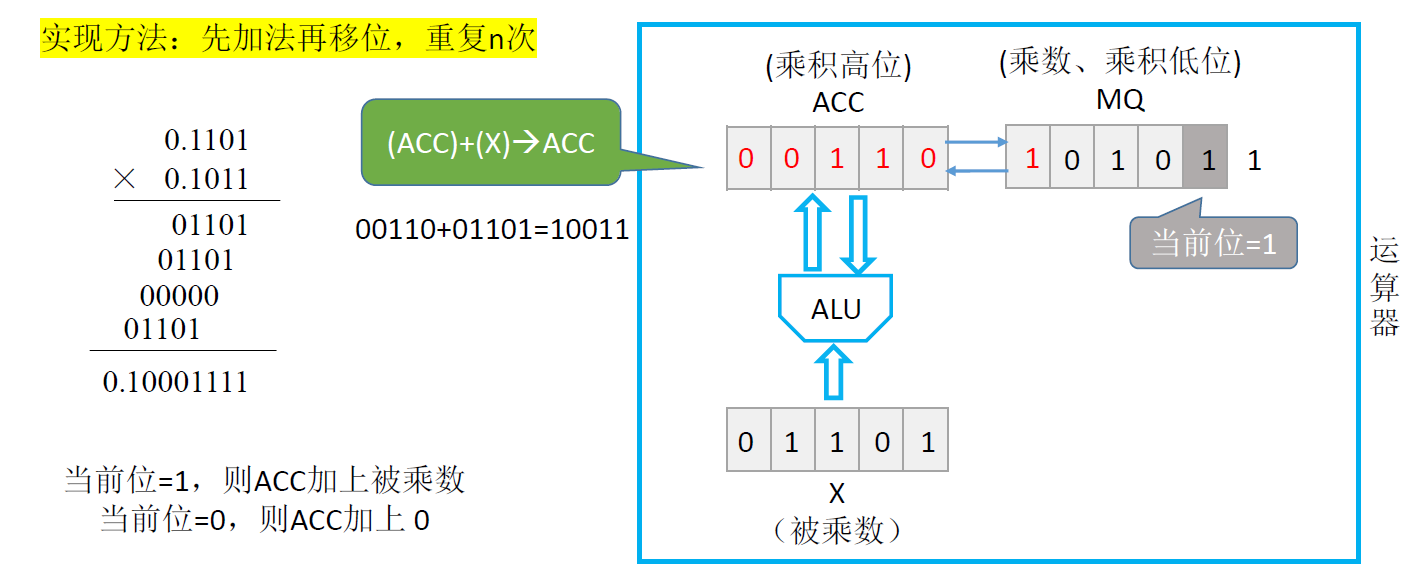 实现方法：先加法再移位，重复n次
0.1101
× 0.1011
01101
01101
00000
01101
0.10001111
当前位=1，则ACC加上被乘数
当前位=0，则ACC加上 0
(ACC)+(X)→ACC
00110+01101=10011
(乘积高位)
ACC
0 0 1 1 0
(乘数、乘积低位)
MQ
1 0 1 0 1 1
当前位=1
ALU
0 1 1 0 1
X
（被乘数）
运算器